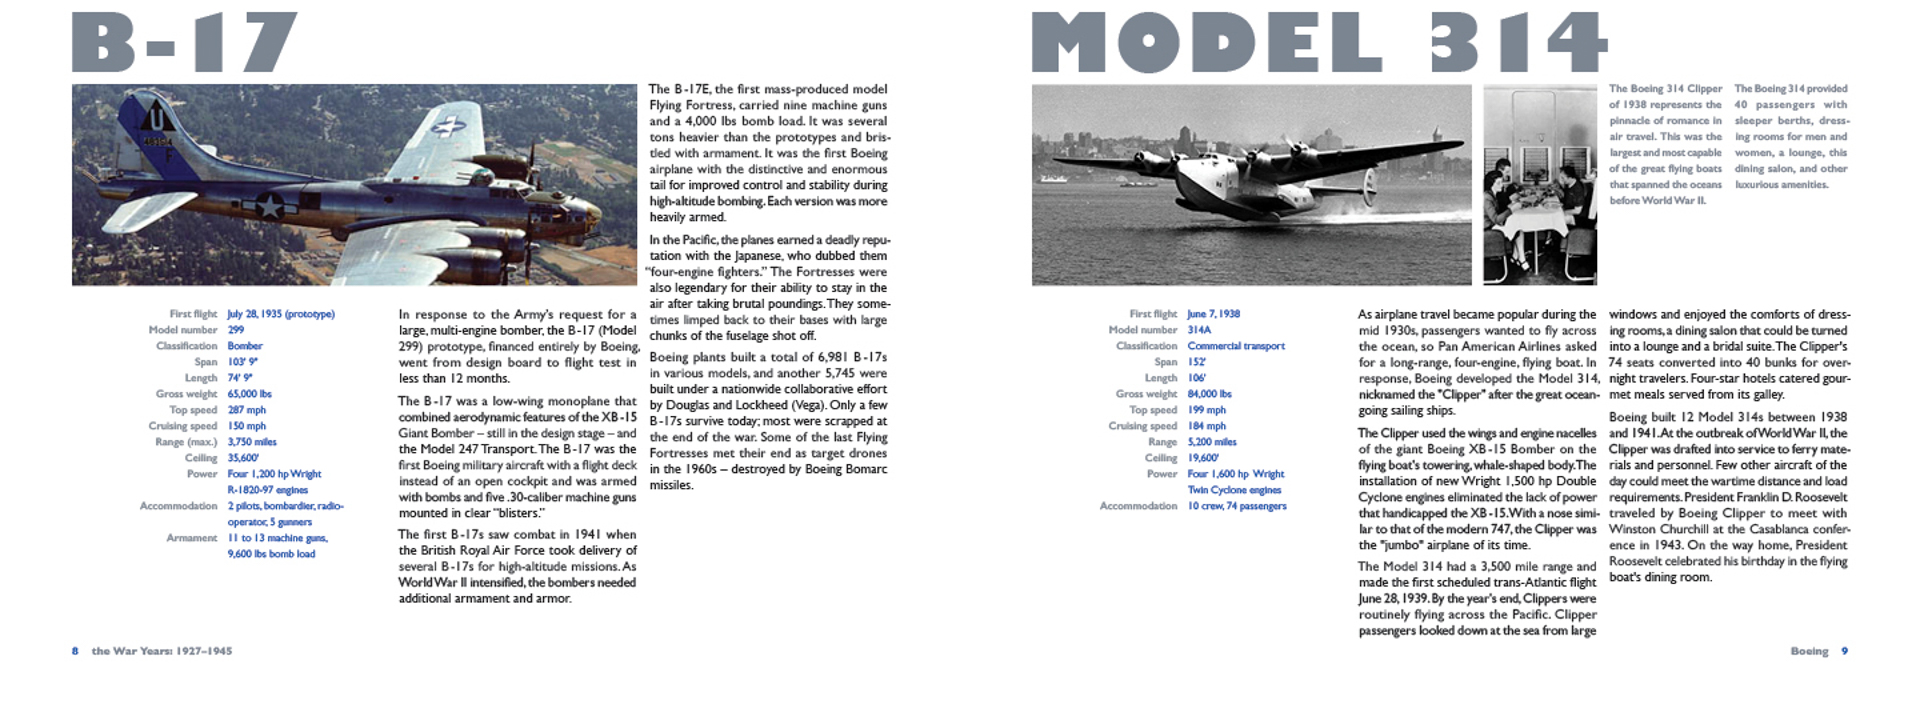 B-17
The B-17E, the first mass-produced model
Flying Fortress, carried nine machine guns
and a 4,000 lbs bomb load. It was several
tons heavier than the prototypes and bris-
tled with armament. It was the first Boeing
airplane with the distinctive and enormous
tail for improved control and stability during
high-altitude bombing. Each version was more
heavily armed.
In the Pacific, the planes earned a deadly repu-
tation with the Japanese, who dubbed them
“four-engine fighters.” The Fortresses were
also legendary for their ability to stay in the
air after taking brutal poundings. They some-
times limped back to their bases with large
chunks of the fuselage shot off.
Boeing plants built a total of 6,981 B-17s
in various models, and another 5,745 were
built under a nationwide collaborative effort
by Douglas and Lockheed (Vega). Only a few
B-17s survive today; most were scrapped at
the end of the war. Some of the last Flying
Fortresses met their end as target drones
in the 1960s – destroyed by Boeing Bomarc
missiles.
U
F
First flight July 28, 1935 (prototype)
Model number 299
Classification Bomber
Span 103' 9"
Length 74' 9"
Gross weight 65,000 lbs
Top speed 287 mph
Cruising speed 150 mph
Range (max.) 3,750 miles
Ceiling 35,600'
Power Four 1,200 hp Wright
R-1820-97 engines
Accommodation 2 pilots, bombardier, radio-
operator, 5 gunners
Armament 11 to 13 machine guns,
9,600 lbs bomb load
In response to the Army’s request for a
large, multi-engine bomber, the B-17 (Model
299) prototype, financed entirely by Boeing,
went from design board to flight test in
less than 12 months.
The B-17 was a low-wing monoplane that
combined aerodynamic features of the XB-15
Giant Bomber – still in the design stage – and
the Model 247 Transport. The B-17 was the
first Boeing military aircraft with a flight deck
instead of an open cockpit and was armed
with bombs and five .30-caliber machine guns
mounted in clear “blisters.”
The first B-17s saw combat in 1941 when
the British Royal Air Force took delivery of
several B-17s for high-altitude missions. As
World War II intensified, the bombers needed
additional armament and armor.
8 the War Years: 1927–1945
MODEL 314
The Boeing 314 Clipper
of 1938 represents the
pinnacle of romance in
air travel. This was the
largest and most capable
of the great flying boats
that spanned the oceans
before World War II.
The Boeing 314 provided
40 passengers with
sleeper berths, dress-
ing rooms for men and
women, a lounge, this
dining salon, and other
luxurious amenities.
First flight June 7, 1938
Model number 314A
Classification Commercial transport
Span 152'
Length 106'
Gross weight 84,000 lbs
Top speed 199 mph
Cruising speed 184 mph
Range 5,200 miles
Ceiling 19,600'
Power Four 1,600 hp Wright
Twin Cyclone engines
Accommodation 10 crew, 74 passengers
As airplane travel became popular during the
mid 1930s, passengers wanted to fly across
the ocean, so Pan American Airlines asked
for a long-range, four-engine, flying boat. In
response, Boeing developed the Model 314,
nicknamed the "Clipper" after the great ocean-
going sailing ships.
The Clipper used the wings and engine nacelles
of the giant Boeing XB-15 Bomber on the
flying boat's towering, whale-shaped body. The
installation of new Wright 1,500 hp Double
Cyclone engines eliminated the lack of power
that handicapped the XB-15. With a nose simi-
lar to that of the modern 747, the Clipper was
the "jumbo" airplane of its time.
The Model 314 had a 3,500 mile range and
made the first scheduled trans-Atlantic flight
June 28, 1939. By the year's end, Clippers were
routinely flying across the Pacific. Clipper
passengers looked down at the sea from large
windows and enjoyed the comforts of dress-
ing rooms, a dining salon that could be turned
into a lounge and a bridal suite. The Clipper's
74 seats converted into 40 bunks for over-
night travelers. Four-star hotels catered gour-
met meals served from its galley.
Boeing built 12 Model 314s between 1938
and 1941. At the outbreak of World War II, the
Clipper was drafted into service to ferry mate-
rials and personnel. Few other aircraft of the
day could meet the wartime distance and load
requirements. President Franklin D. Roosevelt
traveled by Boeing Clipper to meet with
Winston Churchill at the Casablanca confer-
ence in 1943. On the way home, President
Roosevelt celebrated his birthday in the flying
boat's dining room.
Boeing 9